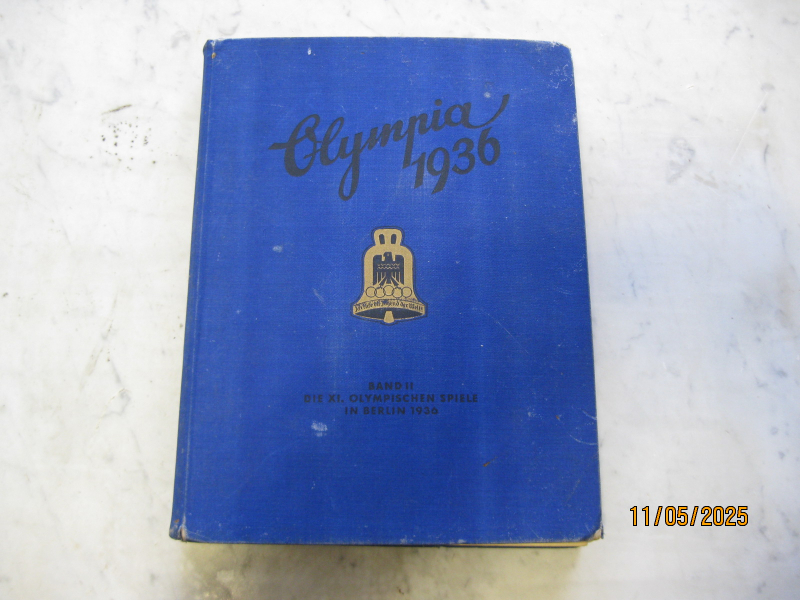 Olympia
1936
BAND II
DIE XI. OLYMPISCHEN SPIELE
IN BERLIN 1936
11/05/2025